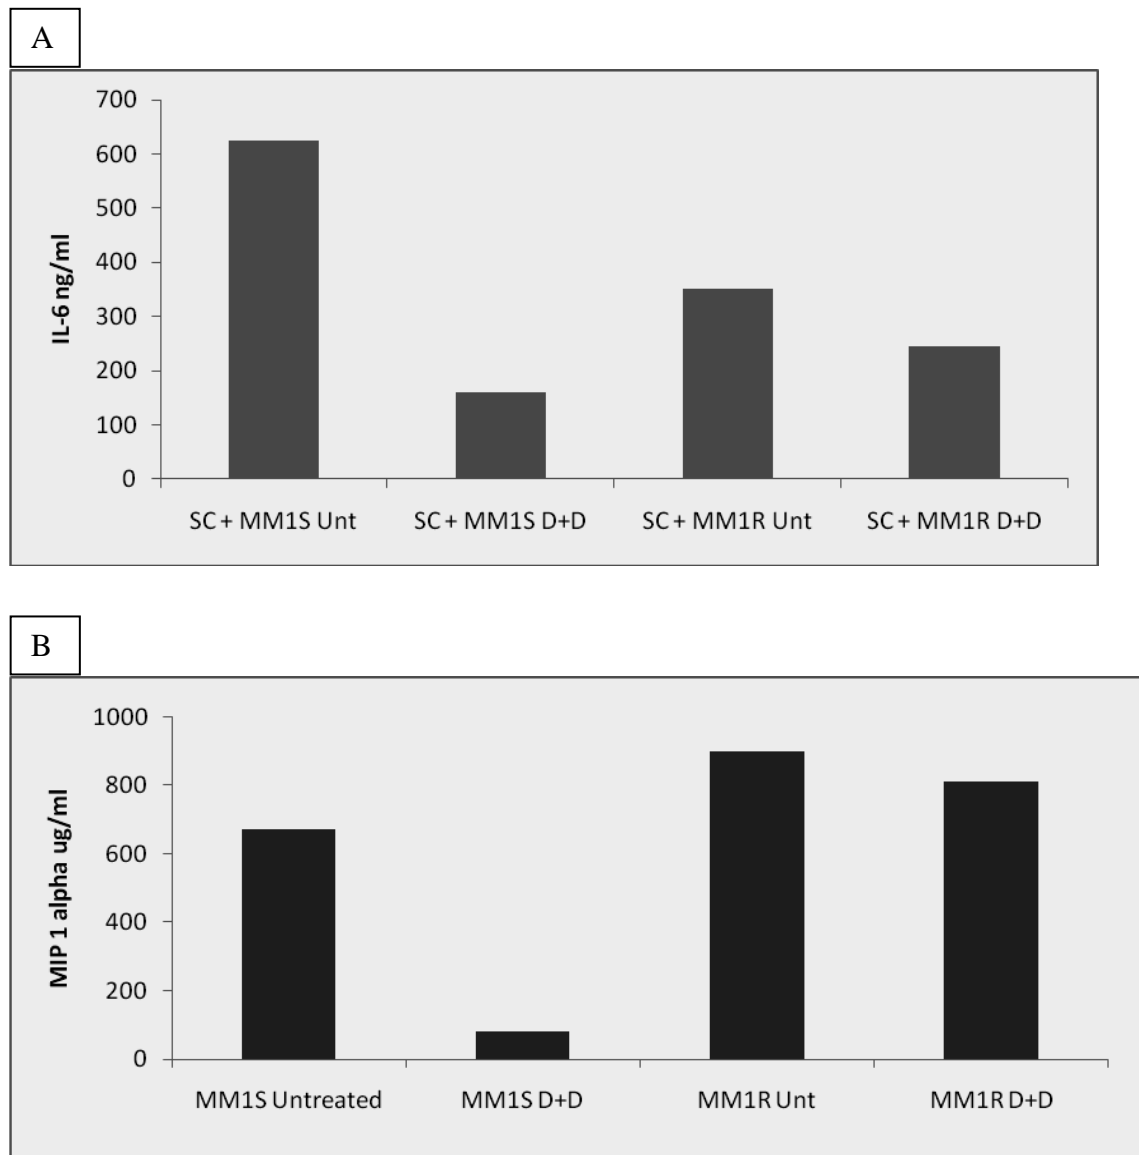 A
700
600
500
400
300
200
100
0
IL-6 ng/ml
SC + MM1S Unt
SC + MM1S D+D
SC + MM1R Unt
SC + MM1R D+D
B
1000
800
600
400
200
0
MIP 1 alpha ug/ml
MM1S Untreated
MM1S D+D
MM1R Unt
MM1R D+D